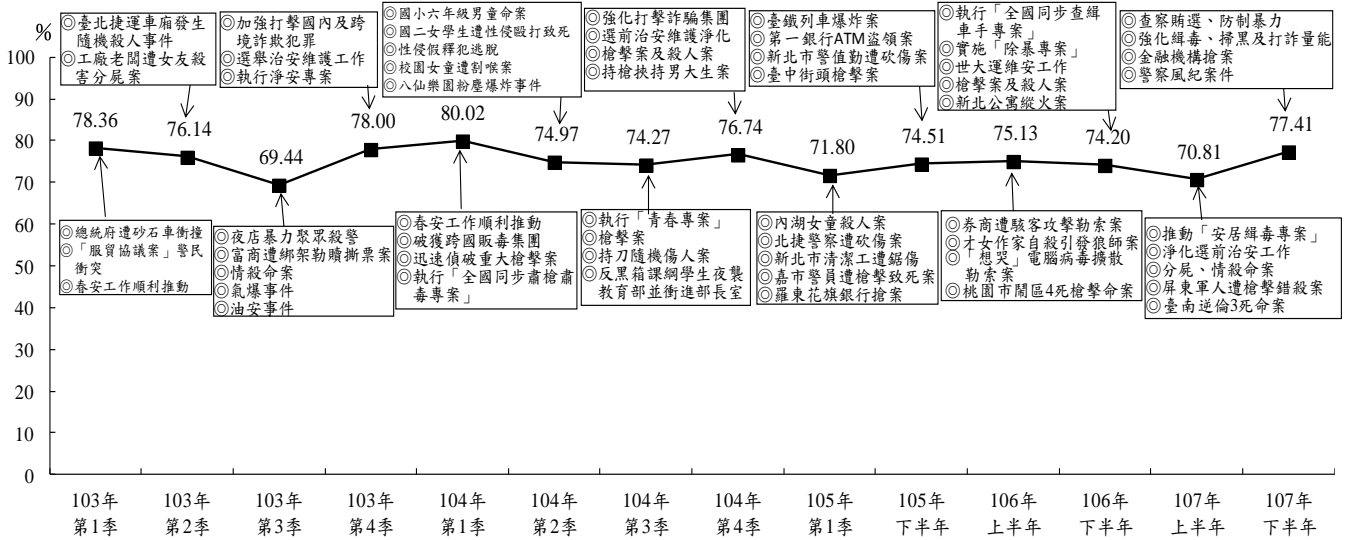 %
100
90
80
70
60
50
40
30
20
10
0
◎臺北捷運車廂發生
隨機殺人事件
◎工廠老闆遭女友殺
害分屍案
◎加強打擊國內及跨
境詐欺犯罪
◎選舉治安維護工作
◎執行淨安專案
◎國小六年級男童命案
◎國二女學生遭性侵毆打致死
◎性侵假釋犯逃脫
◎校園女童遭割喉案
◎八仙樂園粉塵爆炸事件
◎強化打擊詐騙集團
◎選前治安維護淨化
◎槍擊案及殺人案
◎持槍挾持男大生案
◎臺鐵列車爆炸案
◎第一銀行ATM盜領案
◎新北市警值勤遭砍傷案
◎臺中街頭槍擊案
◎執行「全國同步查緝
車手專案」
◎實施「除暴專案」
◎世大運維安工作
◎槍擊案及殺人案
◎新北公寓縱火案
◎查察賄選、防制暴力
◎強化緝毒、掃黑及打詐量能
◎金融機構搶案
◎警察風紀案件
78.36
76.14
69.44
78.00
80.02
74.97
74.27
76.74
71.80
74.51
75.13
74.20
70.81
77.41
◎總統府遭砂石車衝撞
◎「服貿協議案」警民
衝突
◎春安工作順利推動
◎夜店暴力聚眾殺警
◎富商遭綁架勒贖撕票案
◎情殺命案
◎氣爆事件
◎油安事件
◎春安工作順利推動
◎破獲跨國販毒集團
◎迅速偵破重大槍擊案
◎執行「全國同步肅槍肅
毒專案」
◎執行「青春專案」
◎槍擊案
◎持刀隨機傷人案
◎反黑箱課綱學生夜襲
教育部並衝進部長室
◎內湖女童殺人案
◎北捷警察遭砍傷案
◎新北市清潔工遭鋸傷
◎嘉市警員遭槍擊致死案
◎羅東花旗銀行搶案
◎券商遭駭客攻擊勒索案
◎才女作家自殺引發狼師案
◎「想哭」電腦病毒擴散
勒索案
◎桃園市鬧區4死槍擊命案
◎推動「安居緝毒專案」
◎淨化選前治安工作
◎分屍、情殺命案
◎屏東軍人遭槍擊錯殺案
◎臺南逆倫3死命案
103年
第1季
103年
第2季
103年
第3季
103年
第4季
104年
第1季
104年
第2季
104年
第3季
104年
第4季
105年
第1季
105年
下半年
106年
上半年
106年
下半年
107年
上半年
107年
下半年